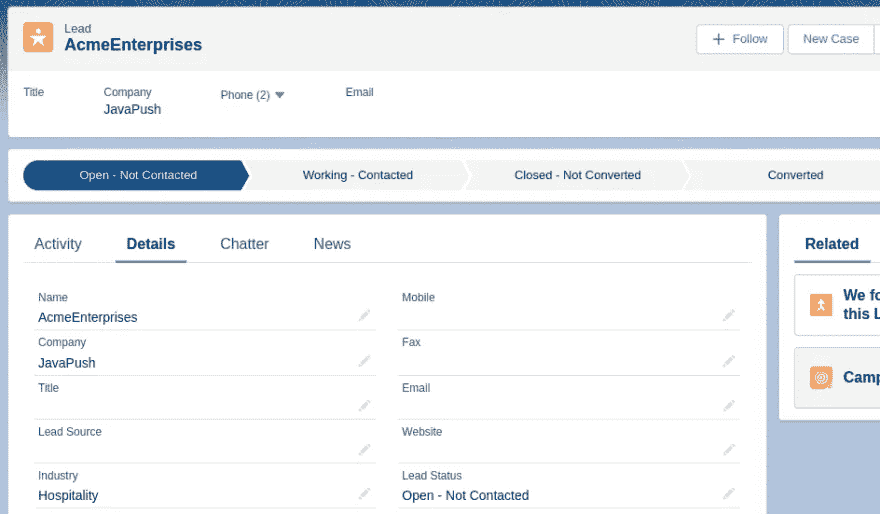 Lead
AcmeEnterprises
+ Follow
New Case
Title
Company
Phone (2)
Email
JavaPush
Open - Not Contacted
Working - Contacted
Closed - Not Converted
Converted
Activity
Details
Chatter
News
Related
Name
AcmeEnterprises
Mobile
Company
JavaPush
Fax
Title
Email
Lead Source
Website
Industry
Hospitality
Lead Status
Open - Not Contacted
We
this